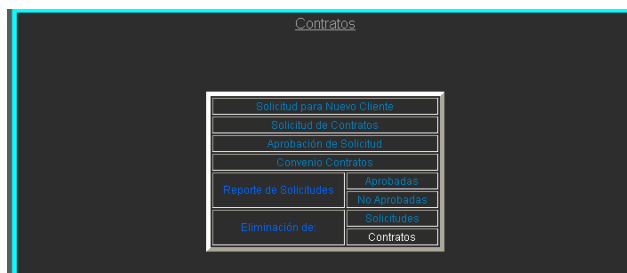 Contratos
Solicitud para Nuevo Cliente
Solicitud de Contratos
Aprobación de Solicitud
Convenio Contratos
Reporte de Solicitudes
Aprobadas
No Aprobadas
Eliminación de:
Solicitudes
Contratos